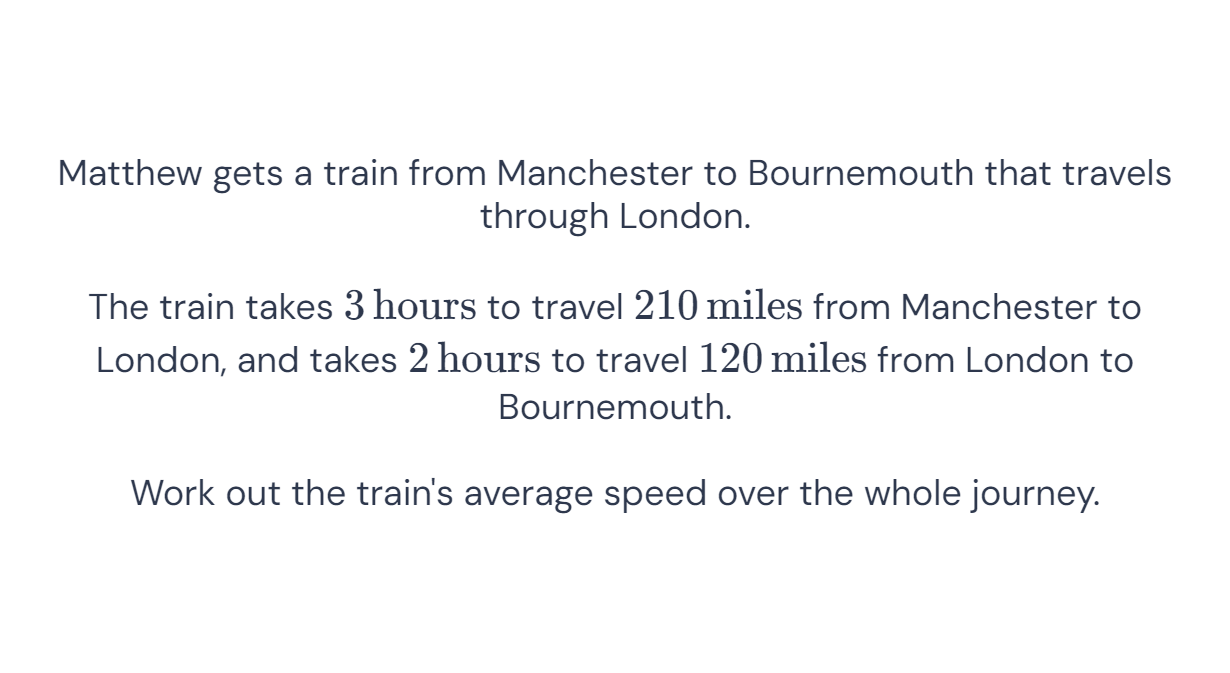 Matthew gets a train from Manchester to Bournemouth that travels
through London.
The train takes 3 hours to travel 210 miles from Manchester to
London, and takes 2 hours to travel 120 miles from London to
Bournemouth.
Work out the train's average speed over the whole journey.